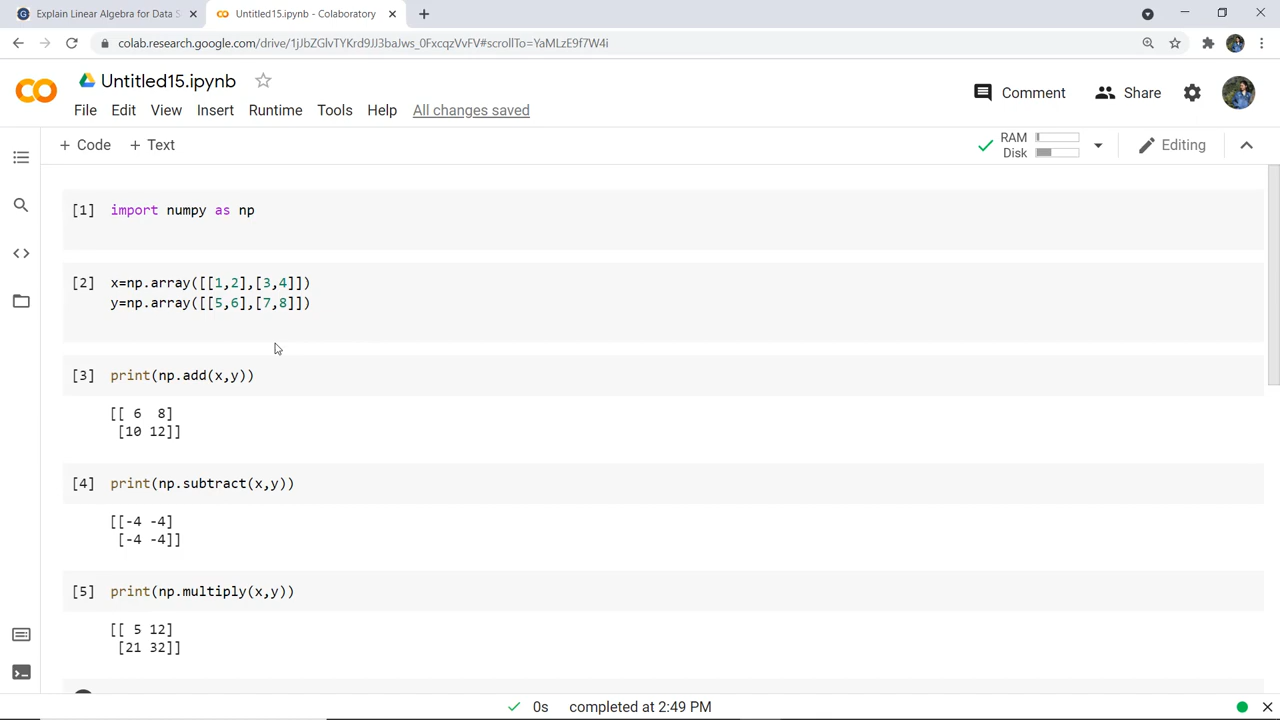 Explain Linear Algebra for Data S
Untitled15.ipynb - Colaboratory
colab.research.google.com/drive/1jJbZGlvTYKrd9JJ3baJws_0FxcqzVvFV#scrollTo=YaMLzE9f7W4i
Untitled15.ipynb
Comment
Share
File Edit View Insert Runtime Tools Help All changes saved
+ Code + Text
RAM
Disk
Editing
[1] import numpy as np
[2] x=np.array([[1,2],[3,4]])
y=np.array([[5,6],[7,8]])
[3] print(np.add(x,y))
[[ 6  8]
[10 12]]
[4] print(np.subtract(x,y))
[[-4 -4]
[-4 -4]]
[5] print(np.multiply(x,y))
[[ 5 12]
[21 32]]
0s completed at 2:49 PM